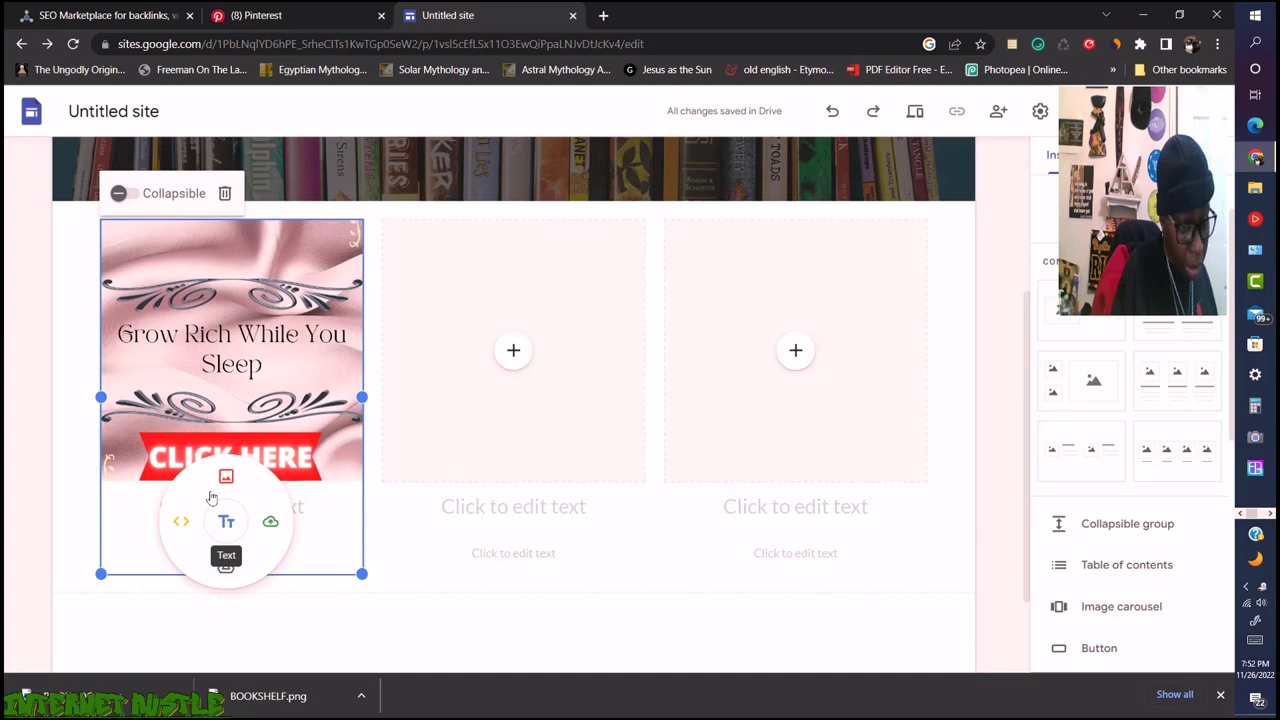 SEO Marketplace for backlinks, w
(8) Pinterest
Untitled site
sites.google.com/d/1PbLNqlYD6hPE_SrheCITs1KwTGp0SeW2/p/1vsl5cEfLSx11O3EwQiPpaLNJvDtJcKv4/edit
The Ungodly Origin...
Freeman On The La...
Egyptian Mytholog...
Solar Mythology an...
Astral Mythology A...
Jesus as the Sun
old english - Etymo...
PDF Editor Free - E...
Photopea | Online...
»
Other bookmarks
Untitled site
All changes saved in Drive
Ins
Collapsible
Grow Rich While You
Sleep
CLICK HERE
Text
Click to edit text
Click to edit text
Click to edit text
Click to edit text
Collapsible group
Table of contents
Image carousel
Button
99+
7:52 PM
11/26/2022
22
BOOKSHELF.png
Show all
INTERNET HUSTLE